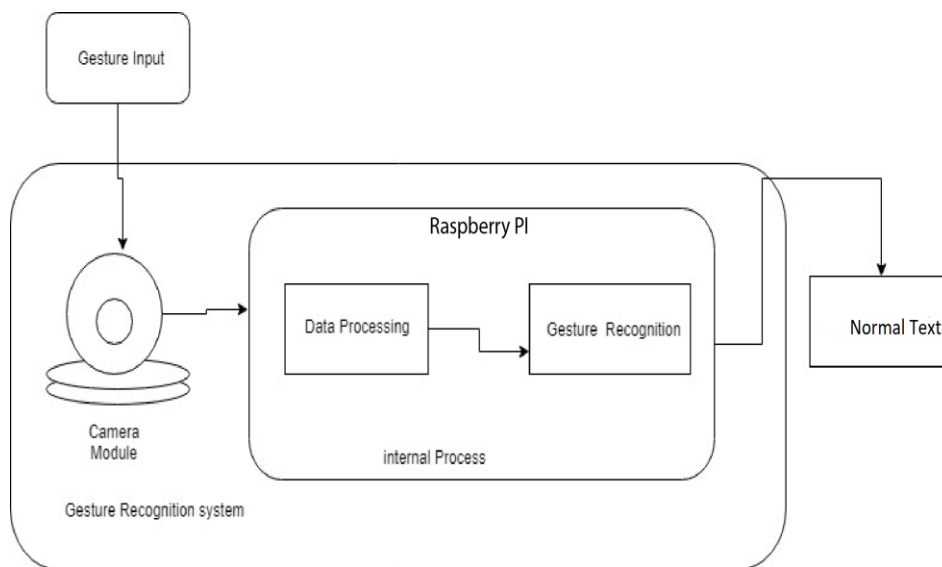 Gesture Input
Raspberry PI
Data Processing
Gesture Recognition
Normal Text
Camera
Module
internal Process
Gesture Recognition system